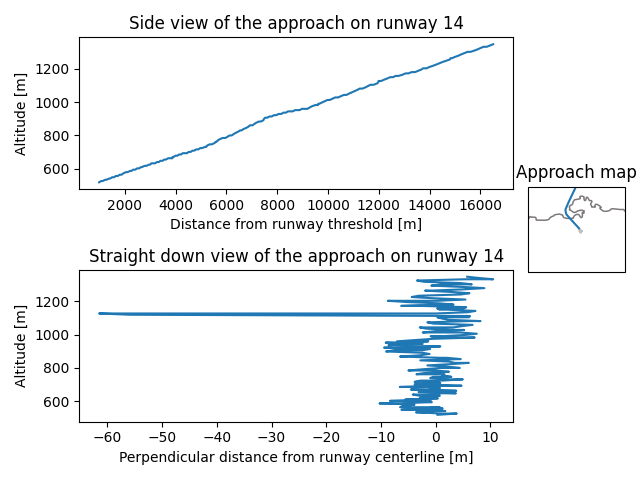 Side view of the approach on runway 14
Altitude [m]
1200
1000
800
600
2000 4000 6000 8000 10000 12000 14000 16000
Distance from runway threshold [m]
Approach map
Straight down view of the approach on runway 14
Altitude [m]
1200
1000
800
600
−60 −50 −40 −30 −20 −10 0 10
Perpendicular distance from runway centerline [m]